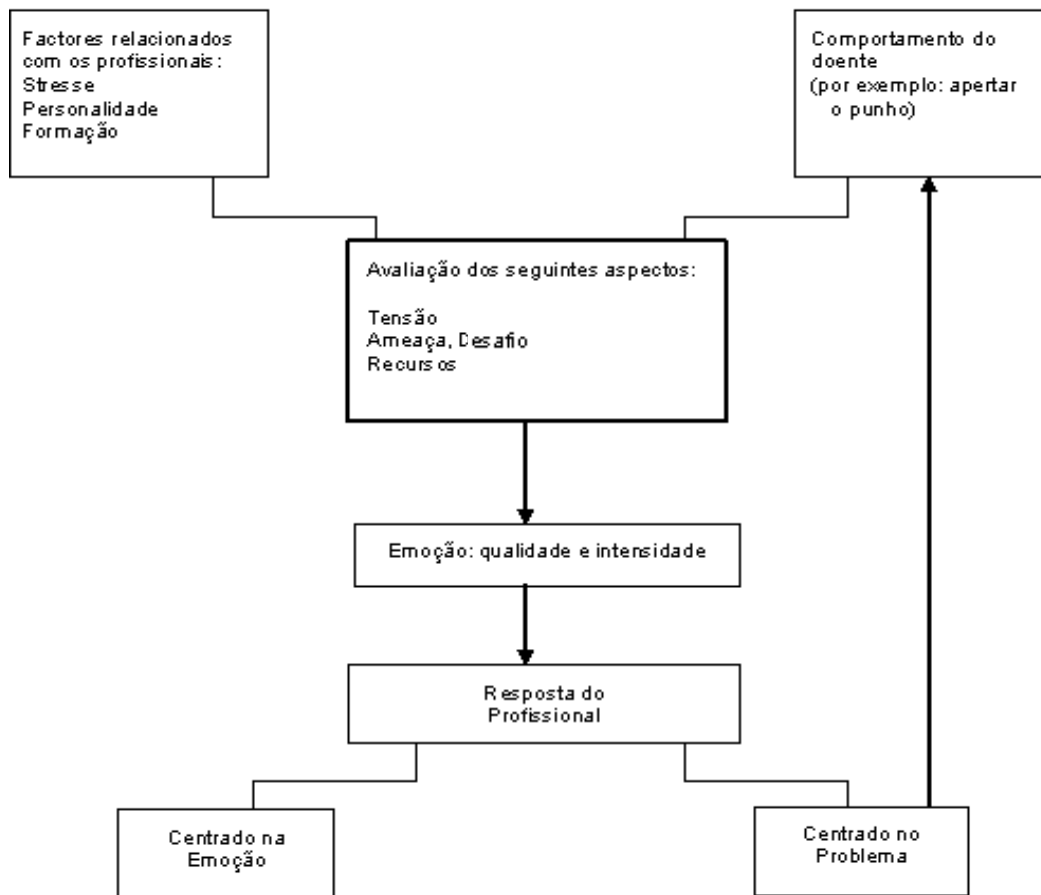 Factores relacionados
com os profissionais:
Stresse
Personalidade
Formação
Comportamento do
doente
(por exemplo: apertar
o punho)
Avaliação dos seguintes aspectos:
Tensão
Ameaça, Desafio
Recursos
Emoção: qualidade e intensidade
Resposta do
Profissional
Centrado na
Emoção
Centrado no
Problema